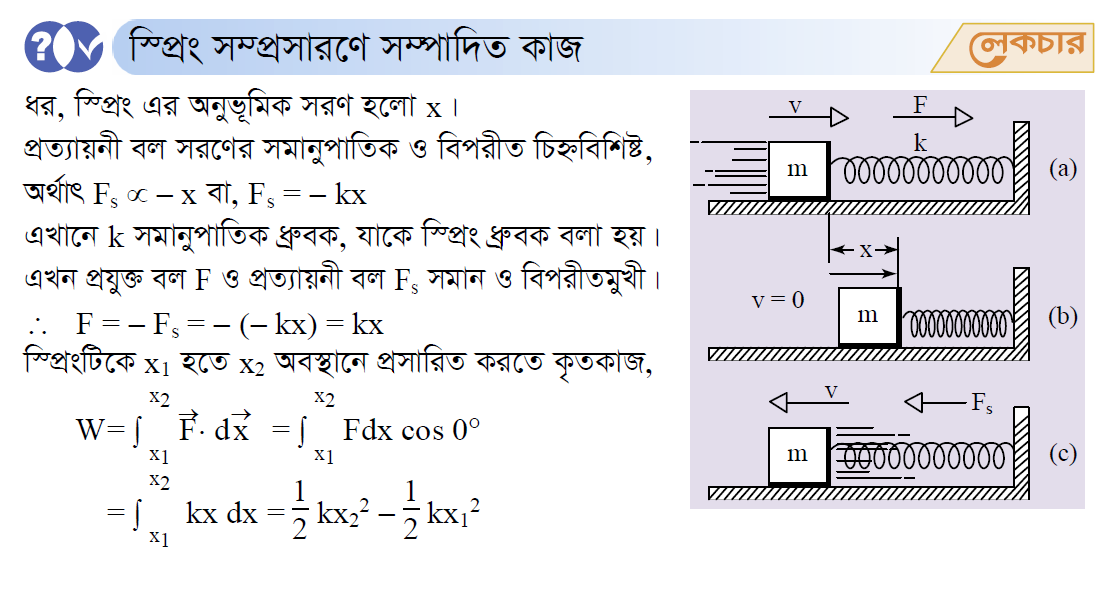 ?
স্প্রিং সম্প্রসারণে সম্পাদিত কাজ
লেকচার
ধর, স্প্রিং এর অনুভূমিক সরণ হলো x ।
প্রত্যায়নী বল সরণের সমানুপাতিক ও বিপরীত চিহ্নবিশিষ্ট,
অর্থাৎ Fₛ ∝ – x বা, Fₛ = – kx
এখানে k সমানুপাতিক ধ্রুবক, যাকে স্প্রিং ধ্রুবক বলা হয়।
এখন প্রযুক্ত বল F ও প্রত্যায়নী বল Fₛ সমান ও বিপরীতমুখী।
∴ F = – Fₛ = – (– kx) = kx
স্প্রিংটিকে x₁ হতে x₂ অবস্থানে প্রসারিত করতে কৃতকাজ,
W= ∫ₓ₁ˣ² F⃗. dx⃗ = ∫ₓ₁ˣ² Fdx cos 0°
= ∫ₓ₁ˣ² kx dx = 1/2 kx₂² – 1/2 kx₁²
v F
k
m
(a)
x
v = 0
m
(b)
v Fₛ
m
(c)